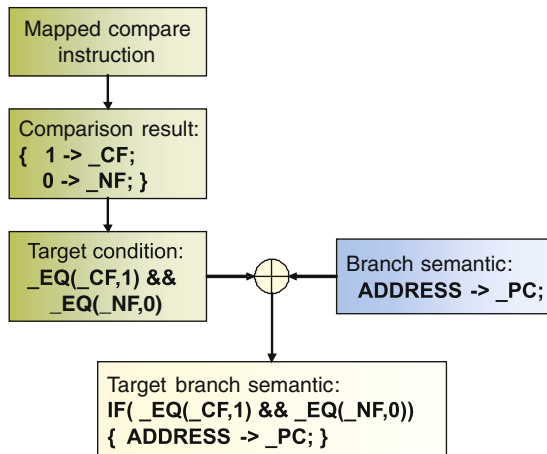 Mapped compare
instruction
Comparison result:
{ 1 -> _CF;
0 -> _NF; }
Target condition:
_EQ(_CF,1) &&
_EQ(_NF,0)
Branch semantic:
ADDRESS -> _PC;
Target branch semantic:
IF( _EQ(_CF,1) && _EQ(_NF,0))
{ ADDRESS -> _PC; }